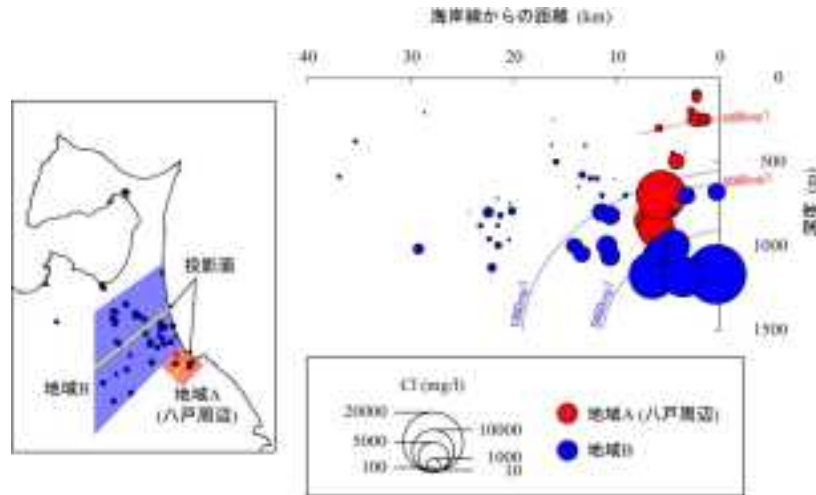 海岸線からの距離 (km)
40
30
20
10
0
0
500
1000
1500
深度 (m)
投影面
地域B
地域A
(八戸周辺)
Cl (mg/l)
20000
5000
100
10000
1000
10
地域A (八戸周辺)
地域B